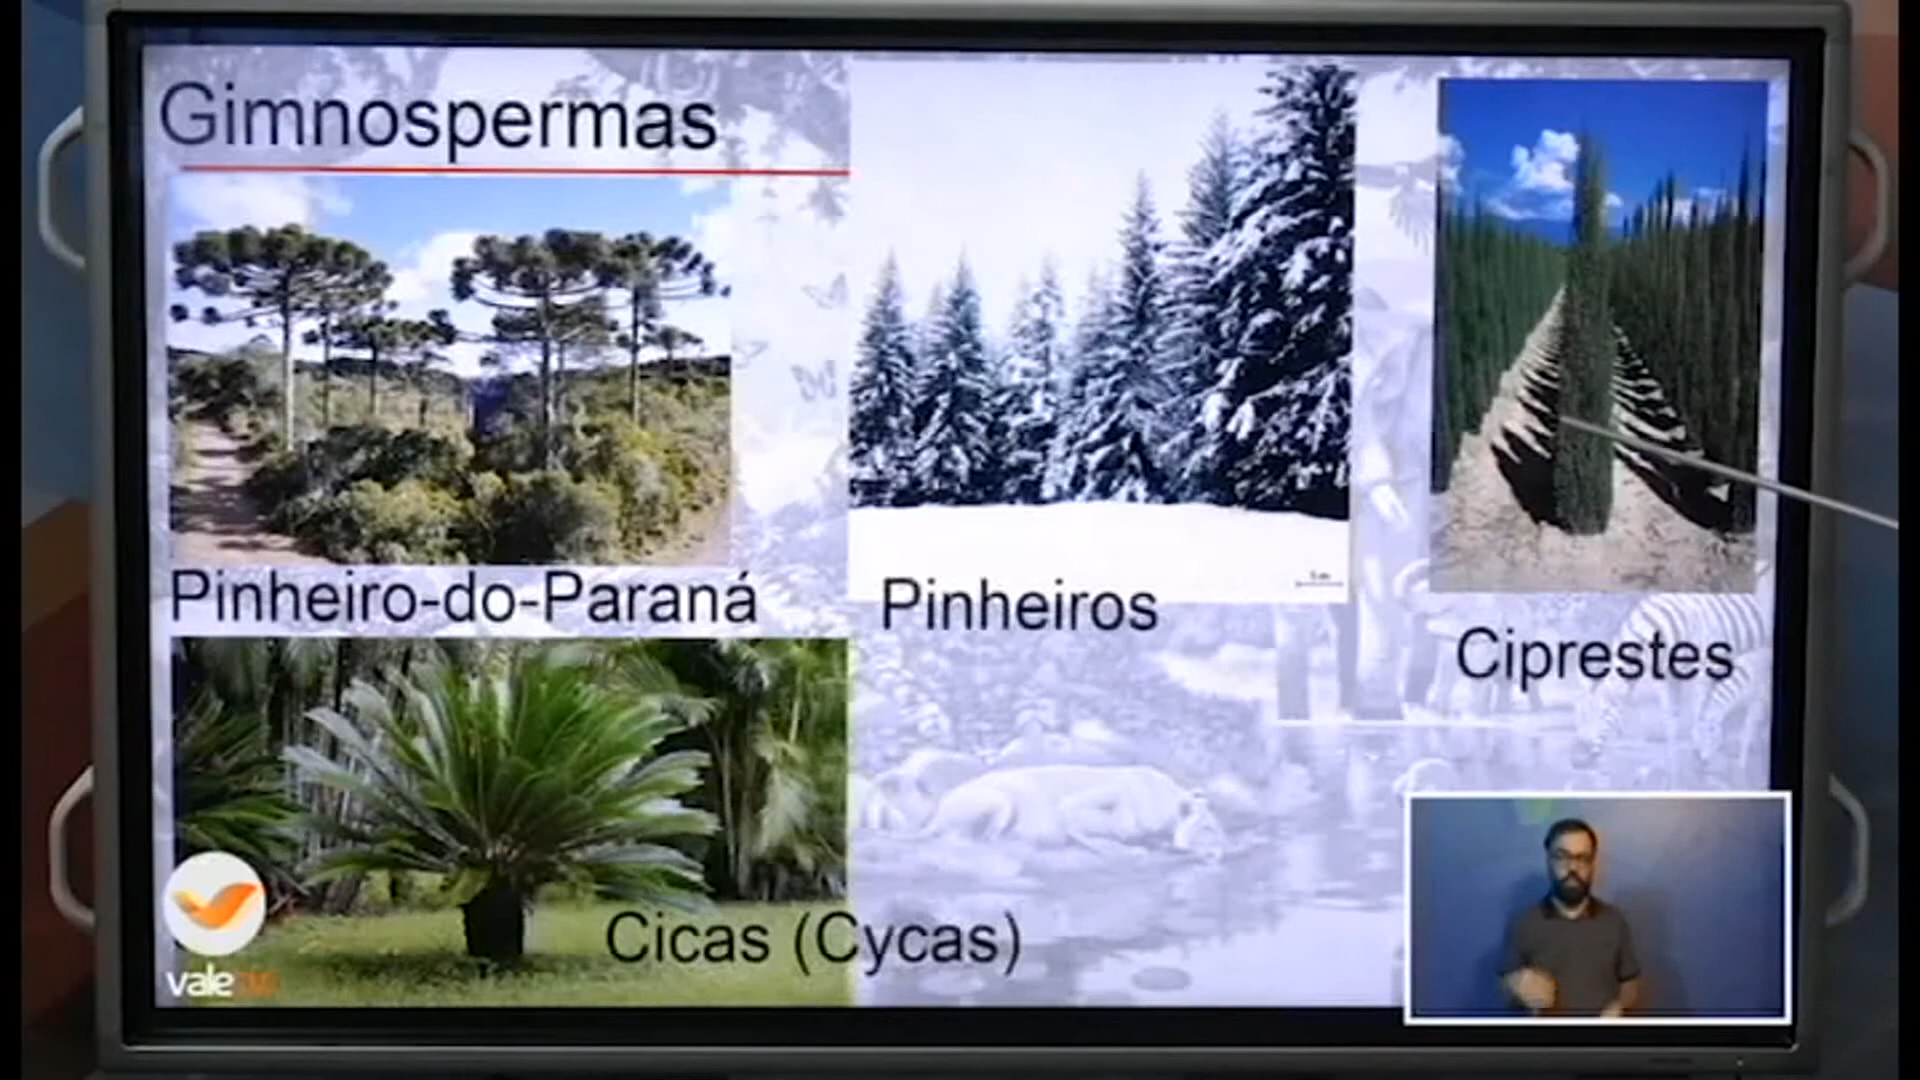 Gimnospermas
Pinheiro-do-Paraná
Pinheiros
Ciprestes
Cicas (Cycas)
vale